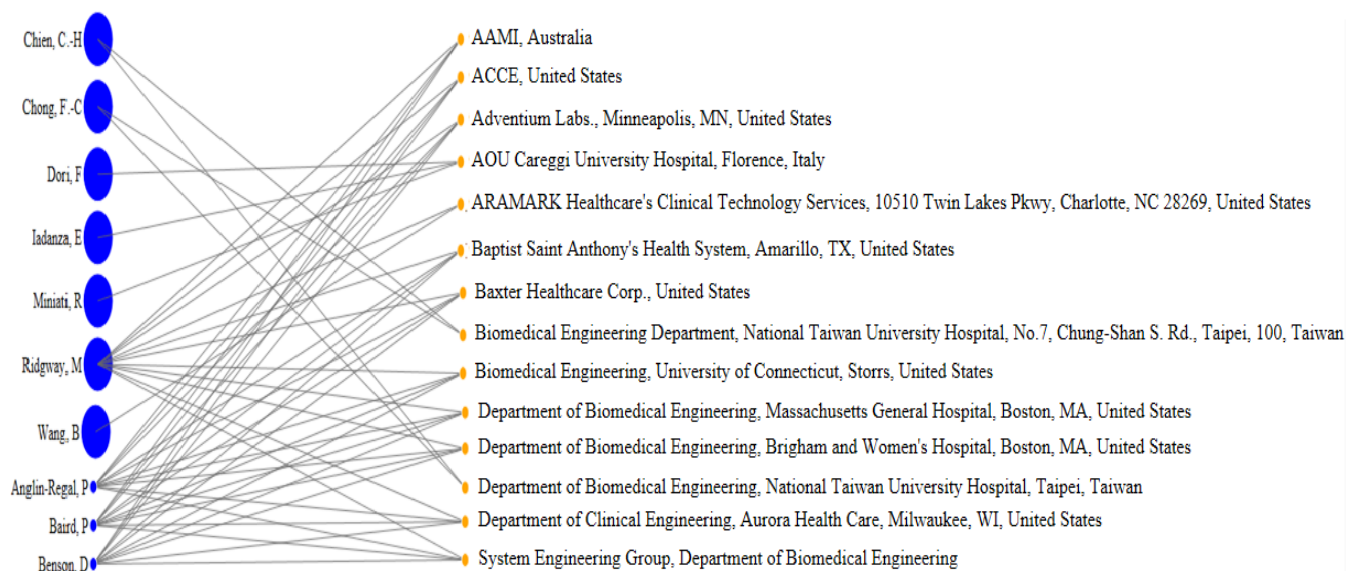 Chien, C.-H
Chong, F.-C
Dori, F
Iadanza, E
Miniati, R
Ridgway, M
Wang, B
Anglin-Regal, P
Baird, P
Benson, D
AAMI, Australia
ACCE, United States
Adventium Labs., Minneapolis, MN, United States
AOU Careggi University Hospital, Florence, Italy
ARAMARK Healthcare's Clinical Technology Services, 10510 Twin Lakes Pkwy, Charlotte, NC 28269, United States
Baptist Saint Anthony's Health System, Amarillo, TX, United States
Baxter Healthcare Corp., United States
Biomedical Engineering Department, National Taiwan University Hospital, No.7, Chung-Shan S. Rd., Taipei, 100, Taiwan
Biomedical Engineering, University of Connecticut, Storrs, United States
Department of Biomedical Engineering, Massachusetts General Hospital, Boston, MA, United States
Department of Biomedical Engineering, Brigham and Women's Hospital, Boston, MA, United States
Department of Biomedical Engineering, National Taiwan University Hospital, Taipei, Taiwan
Department of Clinical Engineering, Aurora Health Care, Milwaukee, WI, United States
System Engineering Group, Department of Biomedical Engineering